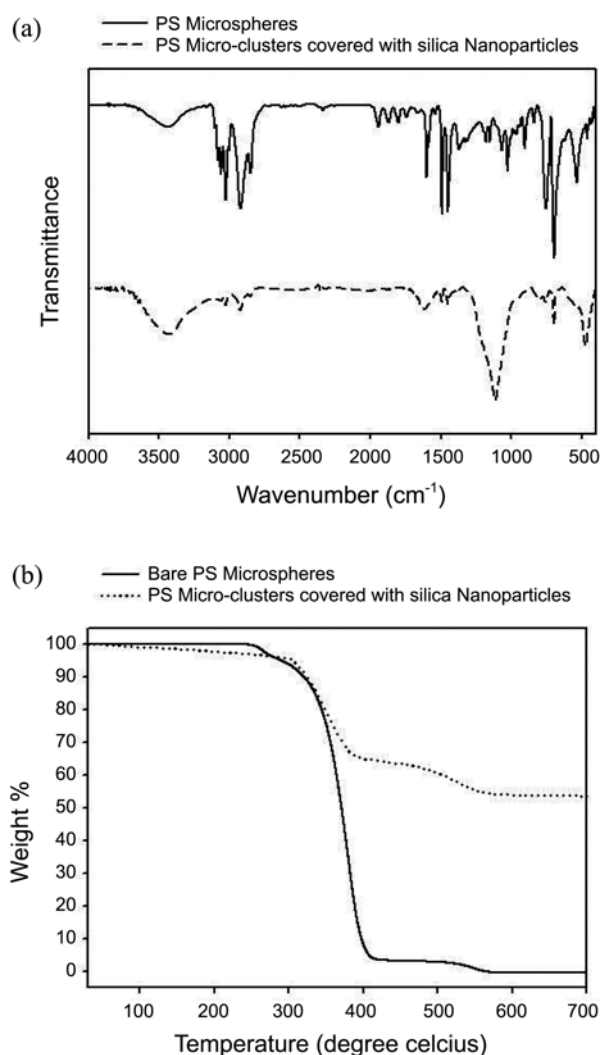 (a)
PS Microspheres
PS Micro-clusters covered with silica Nanoparticles
Transmittance
4000 3500 3000 2500 2000 1500 1000 500
Wavenumber (cm⁻¹)
(b)
Bare PS Microspheres
PS Micro-clusters covered with silica Nanoparticles
100
90
80
70
60
50
40
30
20
10
0
Weight %
100 200 300 400 500 600 700
Temperature (degree celcius)